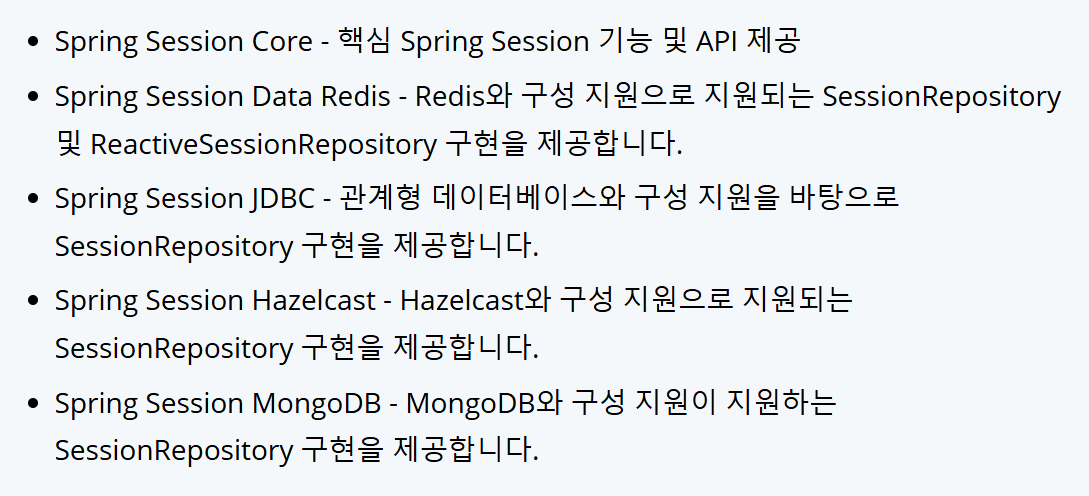 • Spring Session Core - 핵심 Spring Session 기능 및 API 제공
• Spring Session Data Redis - Redis와 구성 지원으로 지원되는 SessionRepository
및 ReactiveSessionRepository 구현을 제공합니다.
• Spring Session JDBC - 관계형 데이터베이스와 구성 지원을 바탕으로
SessionRepository 구현을 제공합니다.
• Spring Session Hazelcast - Hazelcast와 구성 지원으로 지원되는
SessionRepository 구현을 제공합니다.
• Spring Session MongoDB - MongoDB와 구성 지원이 지원하는
SessionRepository 구현을 제공합니다.